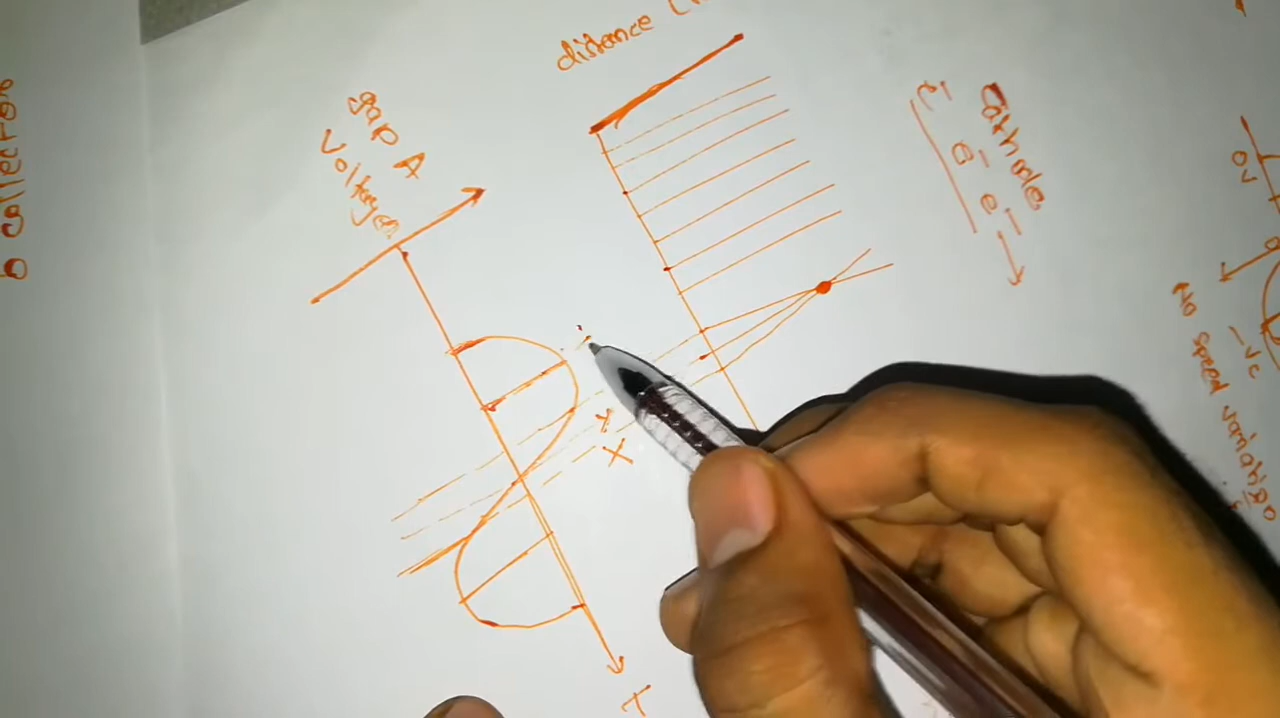 b collector
gap A
Voltage
distance
Cathode
e⁻ e⁻ e⁻
0V
-Vc
No speed variation
Y
X
T